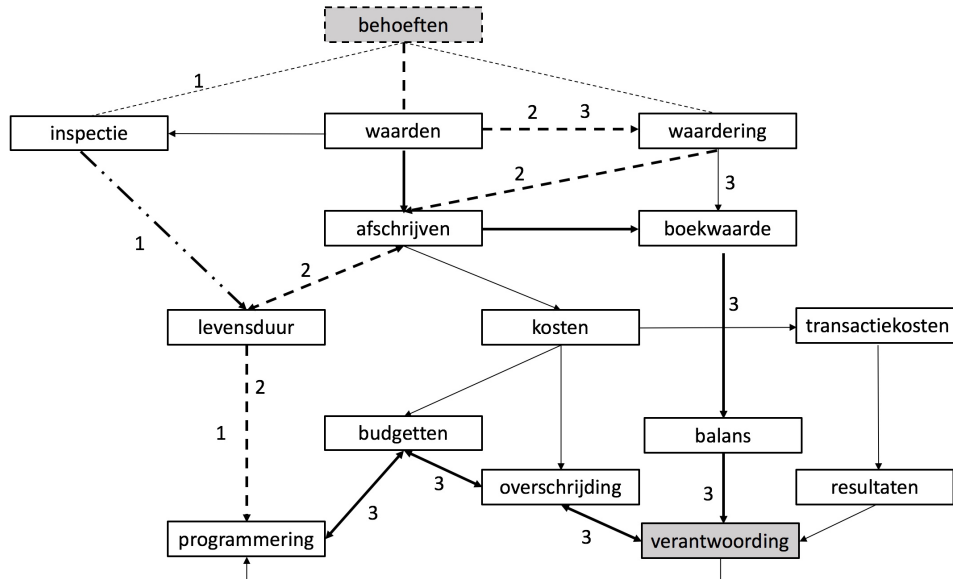 behoeften
1
inspectie
waarden
2
3
waardering
2
3
1
afschrijven
boekwaarde
2
3
levensduur
kosten
transactiekosten
2
1
budgetten
balans
3
3
3
overschrijding
resultaten
programmering
3
verantwoording